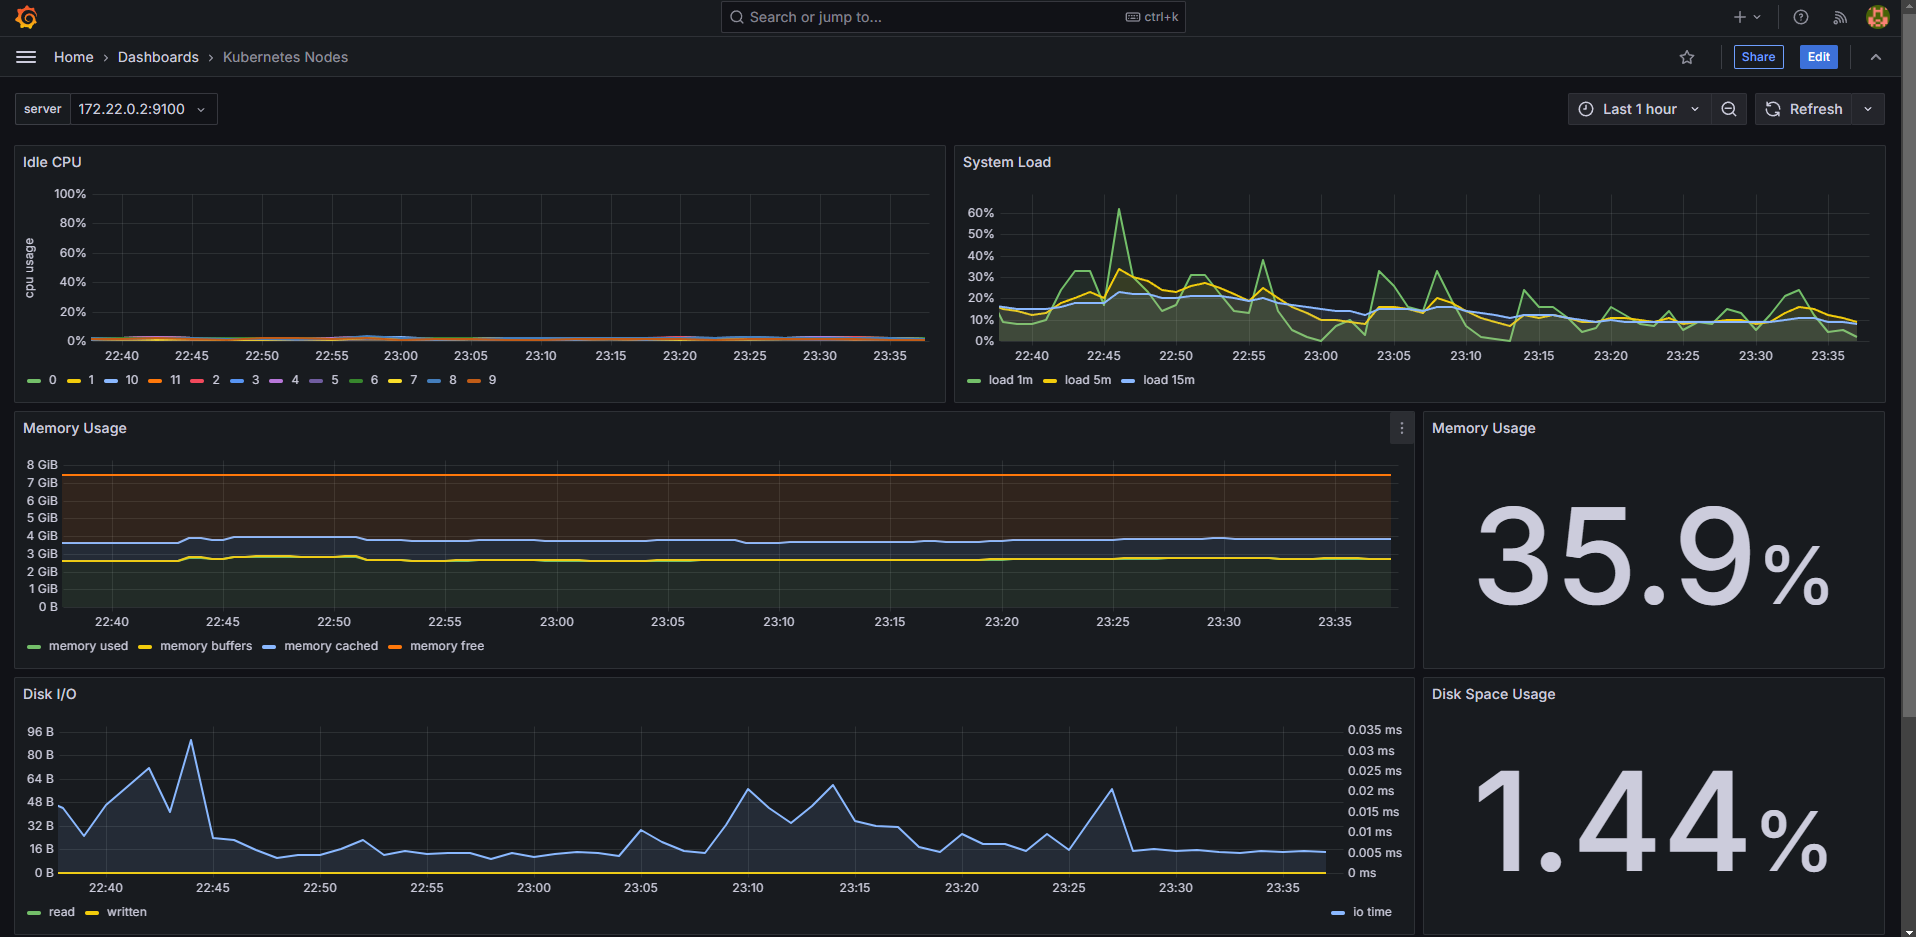 Search or jump to... ctrl+k
Home › Dashboards › Kubernetes Nodes
Share Edit
server 172.22.0.2:9100
Last 1 hour Refresh
Idle CPU
cpu usage
100%
80%
60%
40%
20%
0%
22:40 22:45 22:50 22:55 23:00 23:05 23:10 23:15 23:20 23:25 23:30 23:35
0 1 10 11 2 3 4 5 6 7 8 9
System Load
60%
50%
40%
30%
20%
10%
0%
22:40 22:45 22:50 22:55 23:00 23:05 23:10 23:15 23:20 23:25 23:30 23:35
load 1m load 5m load 15m
Memory Usage
8 GiB
7 GiB
6 GiB
5 GiB
4 GiB
3 GiB
2 GiB
1 GiB
0 B
22:40 22:45 22:50 22:55 23:00 23:05 23:10 23:15 23:20 23:25 23:30 23:35
memory used memory buffers memory cached memory free
Memory Usage
35.9%
Disk I/O
96 B
80 B
64 B
48 B
32 B
16 B
0 B
0.035 ms
0.03 ms
0.025 ms
0.02 ms
0.015 ms
0.01 ms
0.005 ms
0 ms
22:40 22:45 22:50 22:55 23:00 23:05 23:10 23:15 23:20 23:25 23:30 23:35
read written io time
Disk Space Usage
1.44%